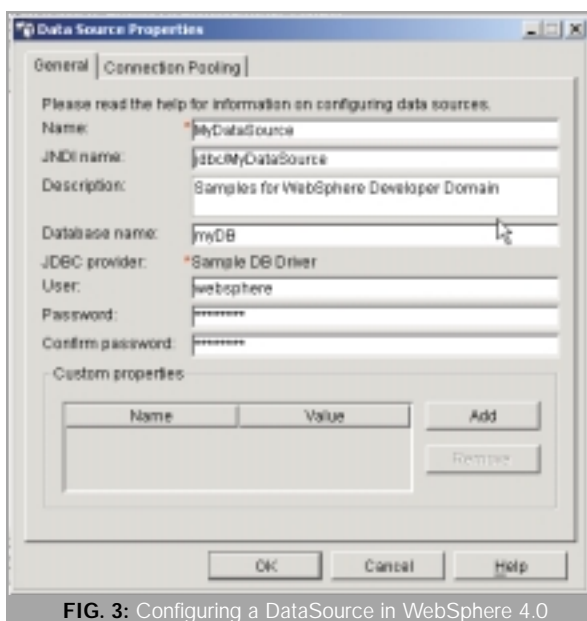 Data Source Properties
General Connection Pooling
Please read the help for information on configuring data sources.
Name: *MyDataSource
JNDI name: jdbc/MyDataSource
Description: Samples for WebSphere Developer Domain
Database name: myDB
JDBC provider: *Sample DB Driver
User: websphere
Password: ********
Confirm password: ********
Custom properties
Name Value Add
Remove
OK Cancel Help
FIG. 3: Configuring a DataSource in WebSphere 4.0